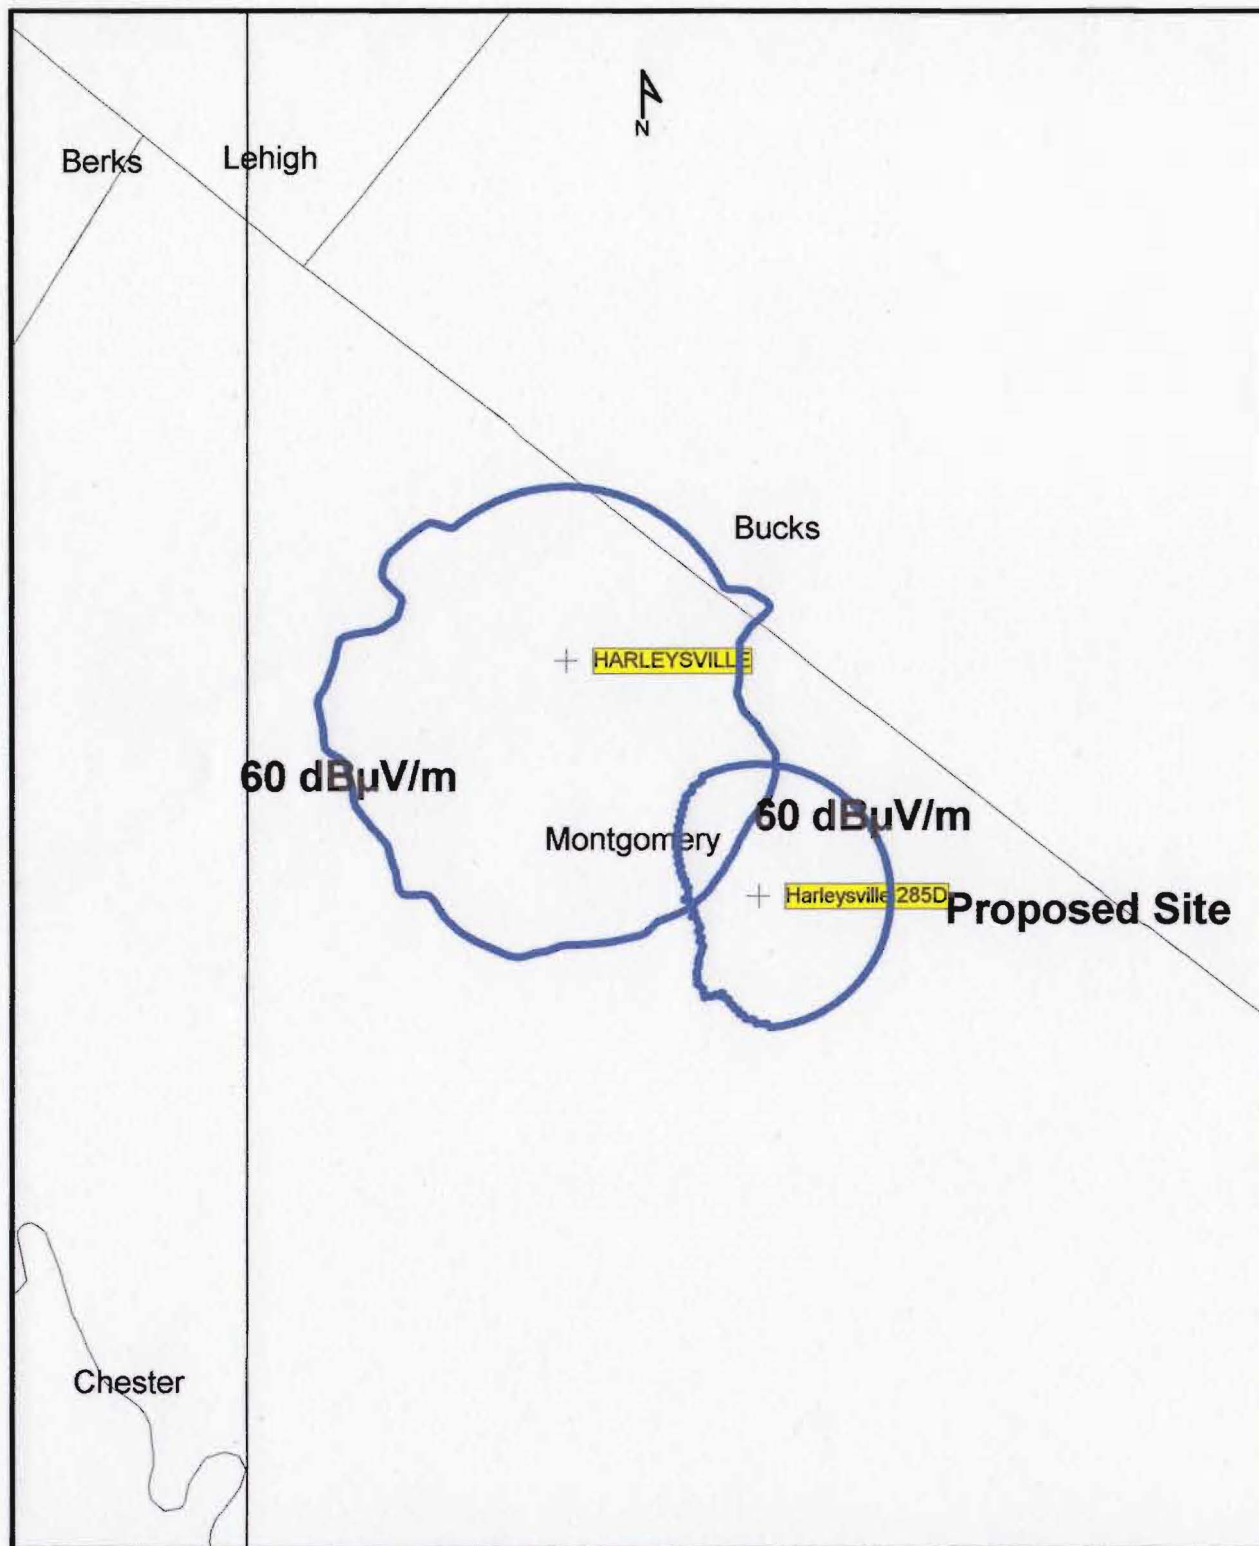 N
Berks
Lehigh
Bucks
HARLEYSVILLE
60 dBµV/m
60 dBµV/m
Montgomery
Harleysville 285D
Proposed Site
Chester